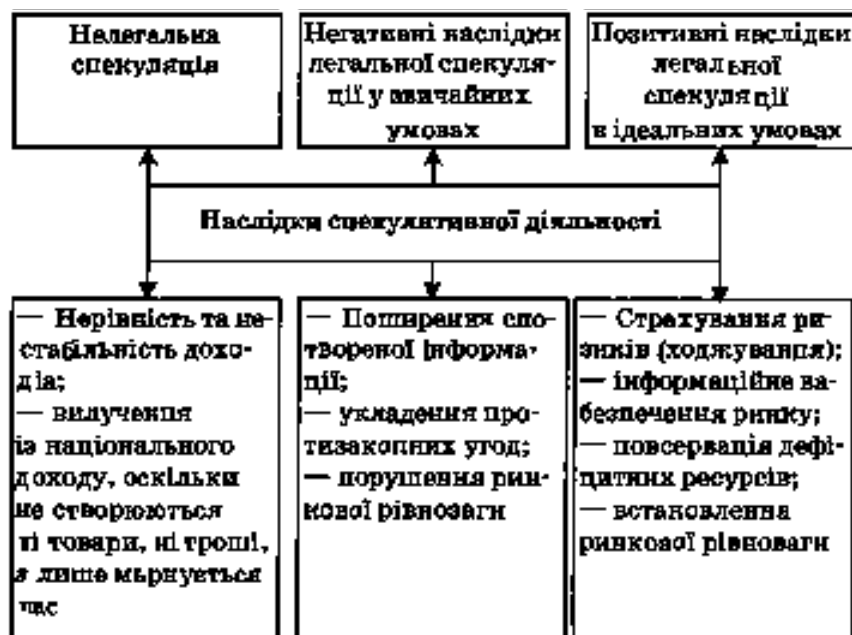 Нелегальна
спекуляція
Негативні наслідки
легальної спекуля-
ції у звичайних
умовах
Позитивні наслідки
легальної
спекуляції
в ідеальних умовах
Наслідки спекулятивної діяльності
— Нерівність та не-
стабільність дохо-
діа;
— вилучення
із національного
доходу, оскільки
не створюються
ні товари, ні гроші,
а лише марнується
час
— Поширення спо-
твореної інформа-
ції;
— укладення про-
тизаконних угод;
— порушення рин-
кової рівноваги
— Страхування ри-
зиків (ходжування);
— інформаційне за-
безпечення ринку;
— повсервація дефі-
цитних ресурсів;
— встановлення
ринкової рівноваги